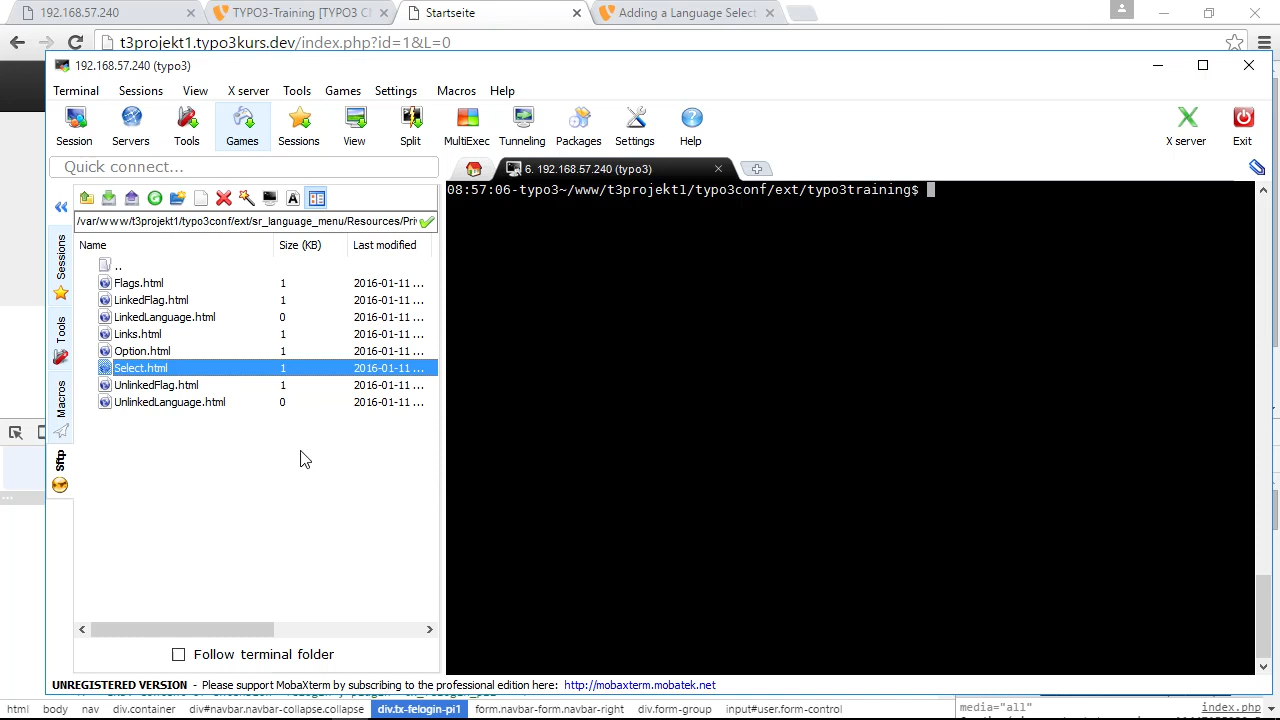 192.168.57.240
TYPO3-Training [TYPO3 Ch
Startseite
Adding a Language Select
t3projekt1.typo3kurs.dev/index.php?id=1&L=0
192.168.57.240 (typo3)
Terminal Sessions View X server Tools Games Settings Macros Help
Session Servers Tools Games Sessions View Split MultiExec Tunneling Packages Settings Help X server Exit
Quick connect...
6. 192.168.57.240 (typo3)
/var/www/t3projekt1/typo3conf/ext/sr_language_menu/Resources/Pri
08:57:06-typo3~/www/t3projekt1/typo3conf/ext/typo3training$
Name Size (KB) Last modified
..
Flags.html 1 2016-01-11 ...
LinkedFlag.html 1 2016-01-11 ...
LinkedLanguage.html 0 2016-01-11 ...
Links.html 1 2016-01-11 ...
Option.html 1 2016-01-11 ...
Select.html 1 2016-01-11 ...
UnlinkedFlag.html 1 2016-01-11 ...
UnlinkedLanguage.html 0 2016-01-11 ...
Sessions
Tools
Macros
Sftp
Follow terminal folder
UNREGISTERED VERSION - Please support MobaXterm by subscribing to the professional edition here: http://mobaxterm.mobatek.net
html body nav div.container div#navbar.navbar-collapse.collapse div.tx-felogin-pi1 form.navbar-form.navbar-right div.form-group input#user.form-control
media="all" index.php